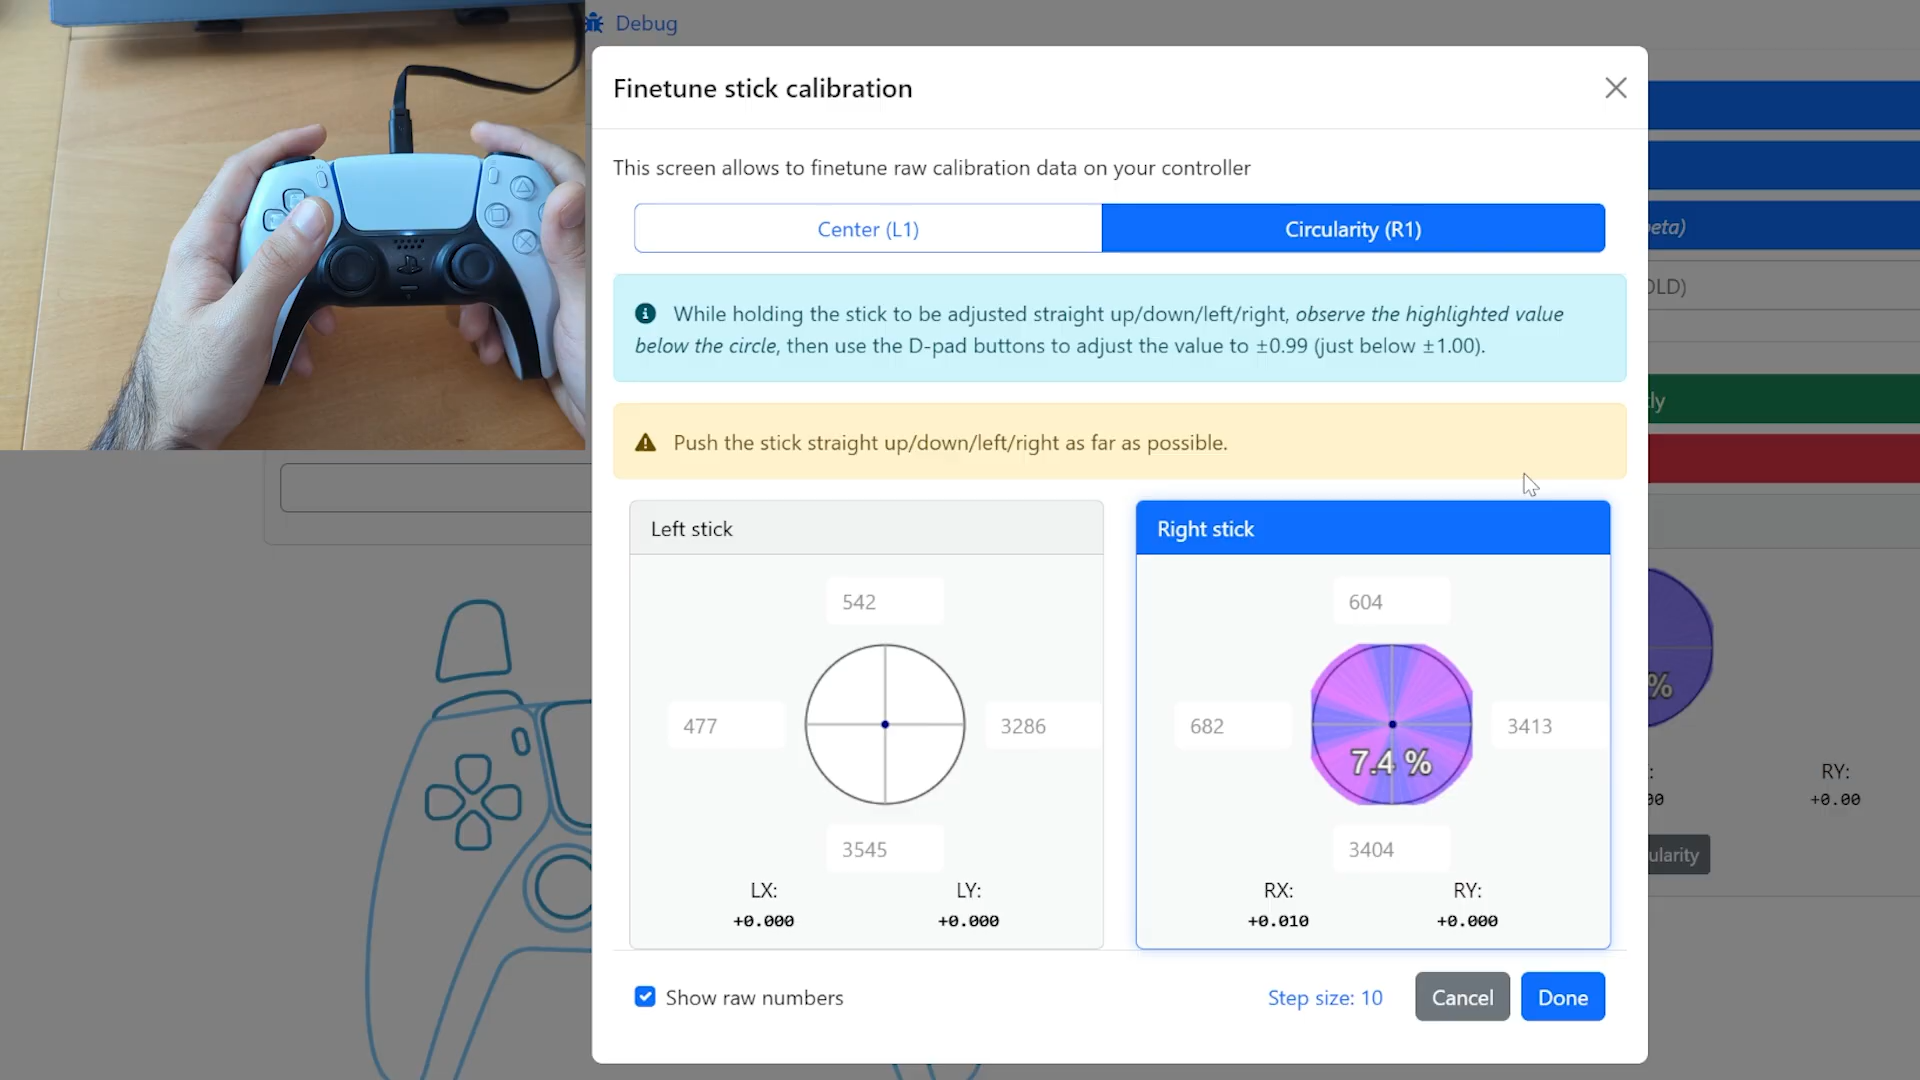 Debug
Finetune stick calibration
This screen allows to finetune raw calibration data on your controller
Center (L1)
Circularity (R1)
While holding the stick to be adjusted straight up/down/left/right, observe the highlighted value
below the circle, then use the D-pad buttons to adjust the value to ±0.99 (just below ±1.00).
Push the stick straight up/down/left/right as far as possible.
Left stick
542
477
3286
3545
LX:
LY:
+0.000
+0.000
Right stick
604
682
3413
7.4 %
3404
RX:
RY:
+0.010
+0.000
Show raw numbers
Step size: 10
Cancel
Done
%
RY:
+0.00